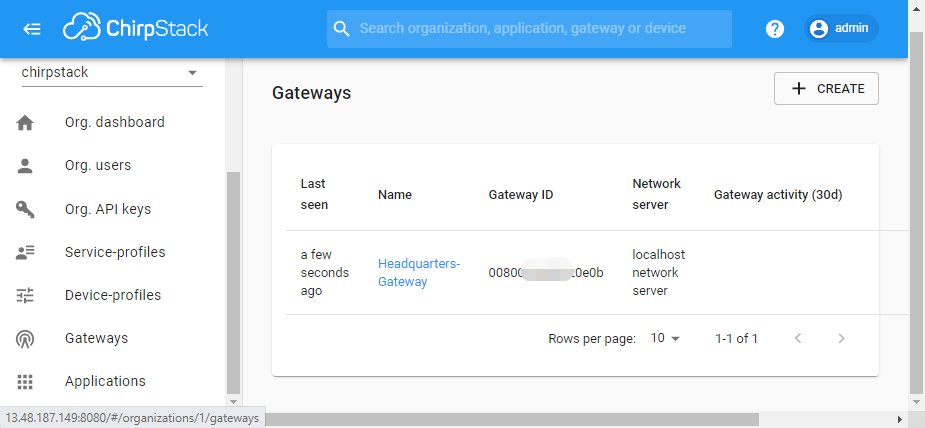 ChirpStack
Search organization, application, gateway or device
?
admin
chirpstack
Gateways
CREATE
Org. dashboard
Org. users
Org. API keys
Service-profiles
Device-profiles
Gateways
Applications
Last
seen
Name
Gateway ID
Network
server
Gateway activity (30d)
a few
seconds
ago
Headquarters-
Gateway
0080
0e0b
localhost
network
server
Rows per page:
10
1-1 of 1
13.48.187.149:8080/#/organizations/1/gateways